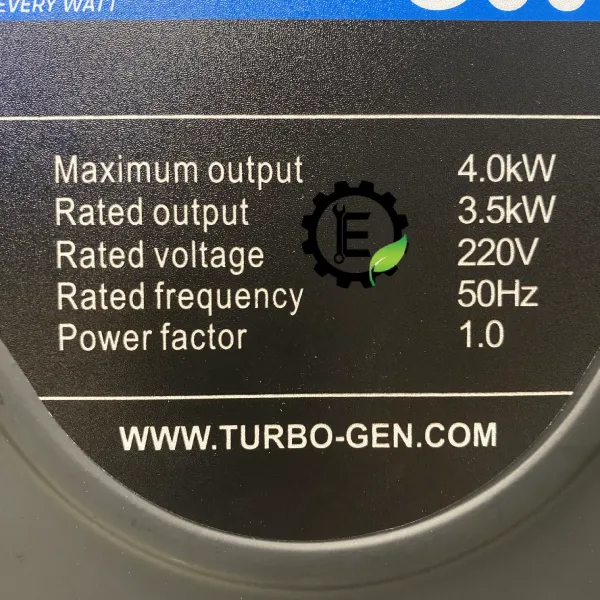 EVERY WATT
Maximum output 4.0kW
Rated output 3.5kW
Rated voltage 220V
Rated frequency 50Hz
Power factor 1.0
E
WWW.TURBO-GEN.COM